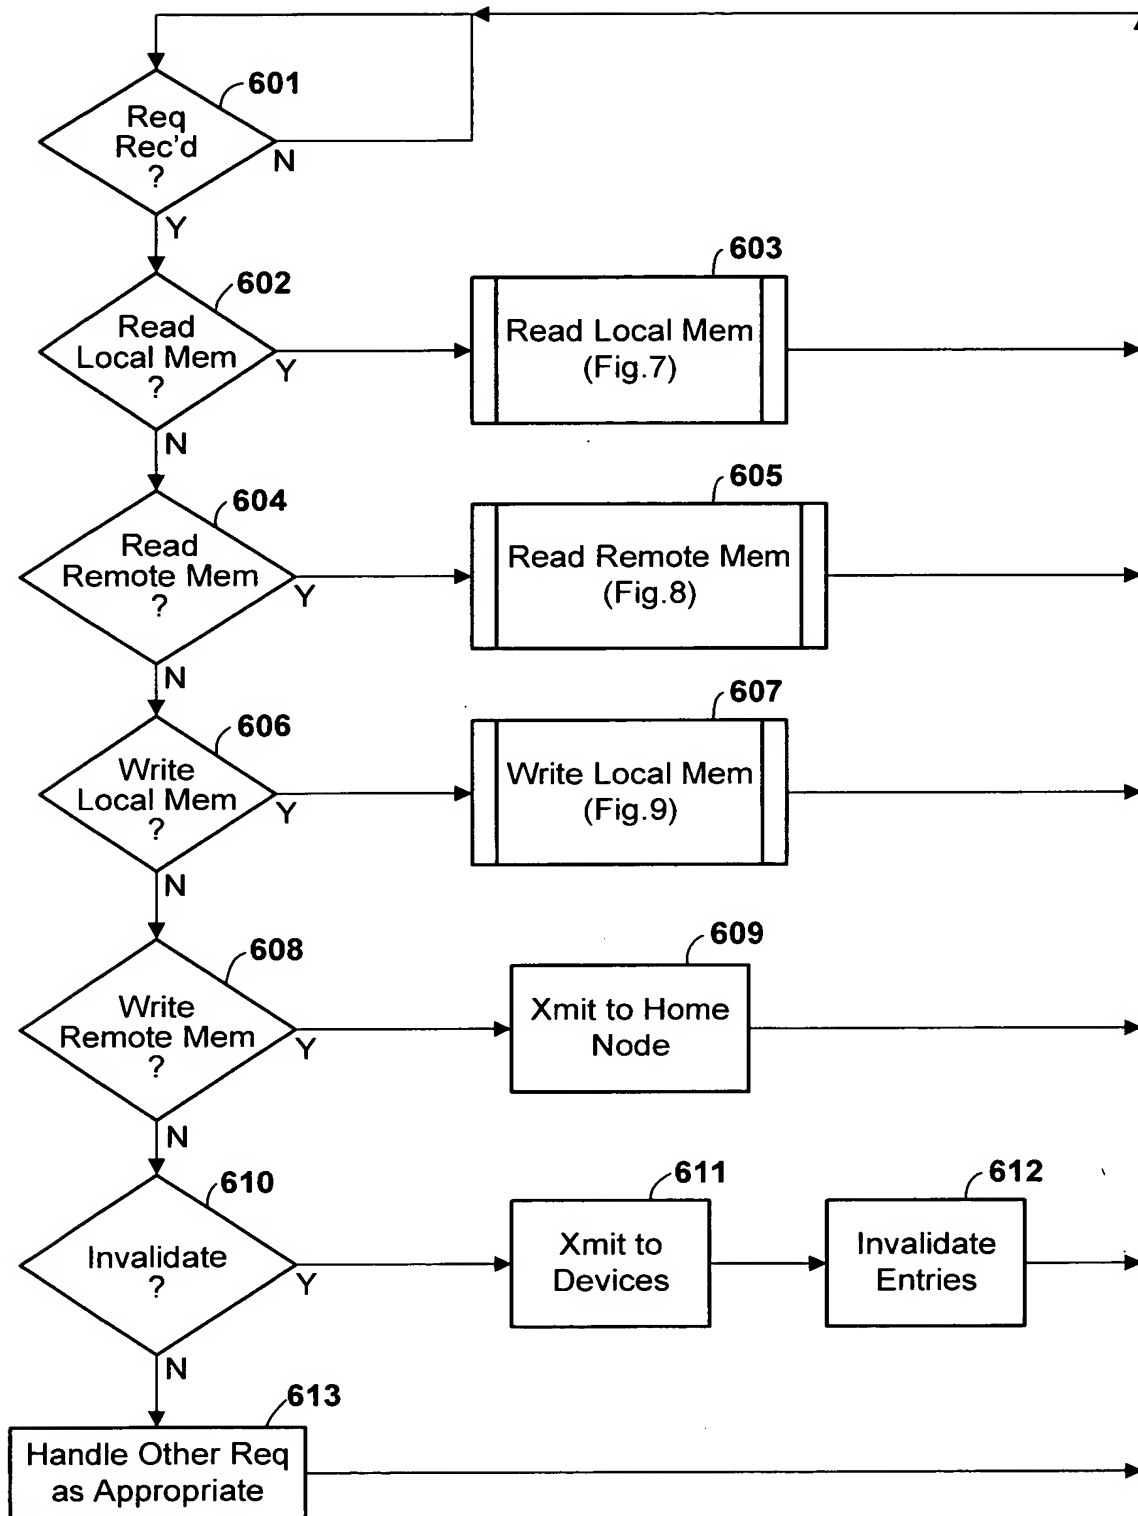 601
Req
Rec'd
?
N
Y
602
Read
Local Mem
?
Y
N
603
Read Local Mem
(Fig.7)
604
Read
Remote Mem
?
Y
N
605
Read Remote Mem
(Fig.8)
606
Write
Local Mem
?
Y
N
607
Write Local Mem
(Fig.9)
608
Write
Remote Mem
?
Y
N
609
Xmit to Home
Node
610
Invalidate
?
Y
N
611
Xmit to
Devices
612
Invalidate
Entries
613
Handle Other Req
as Appropriate